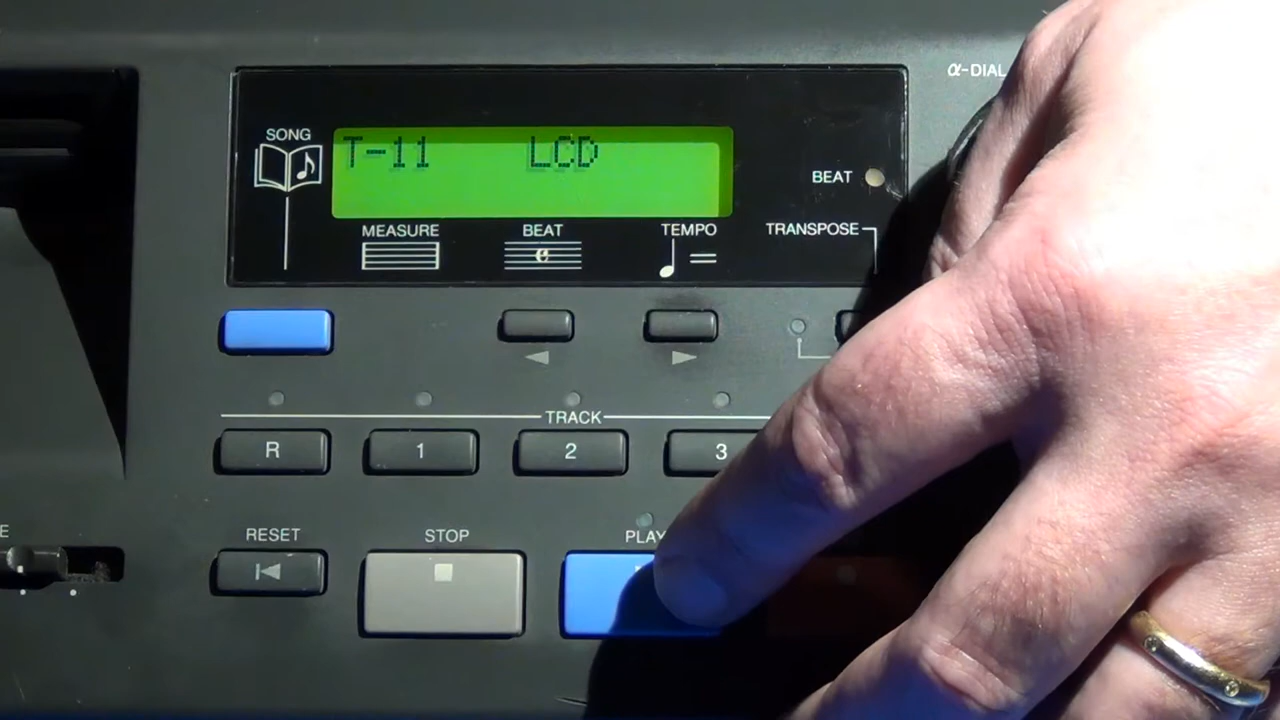 α-DIAL
SONG
T-11 LCD
BEAT
MEASURE BEAT TEMPO TRANSPOSE
TRACK
R 1 2 3
RESET STOP PLAY